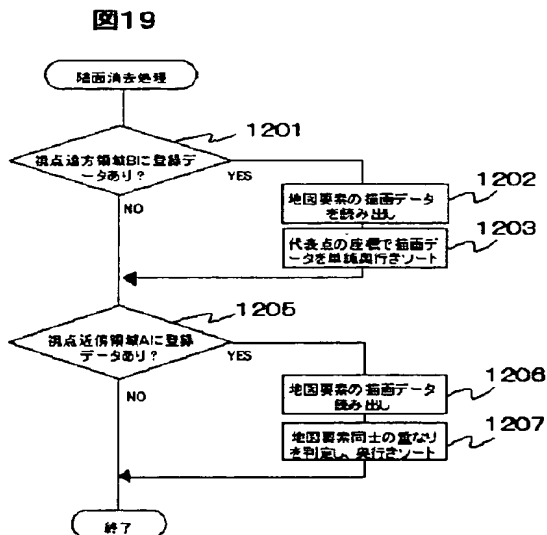 図19
陰面消去処理
1201
視点遠方領域Bに登録デ
ータあり？
YES
NO
1202
地図要素の描画データ
を読み出し
1203
代表点の座標で描画デ
ータを単純奥行きソート
1205
視点近傍領域Aに登録
データあり？
YES
NO
1206
地図要素の描画データ
読み出し
1207
地図要素同士の重なり
を判定し、奥行きソート
終了